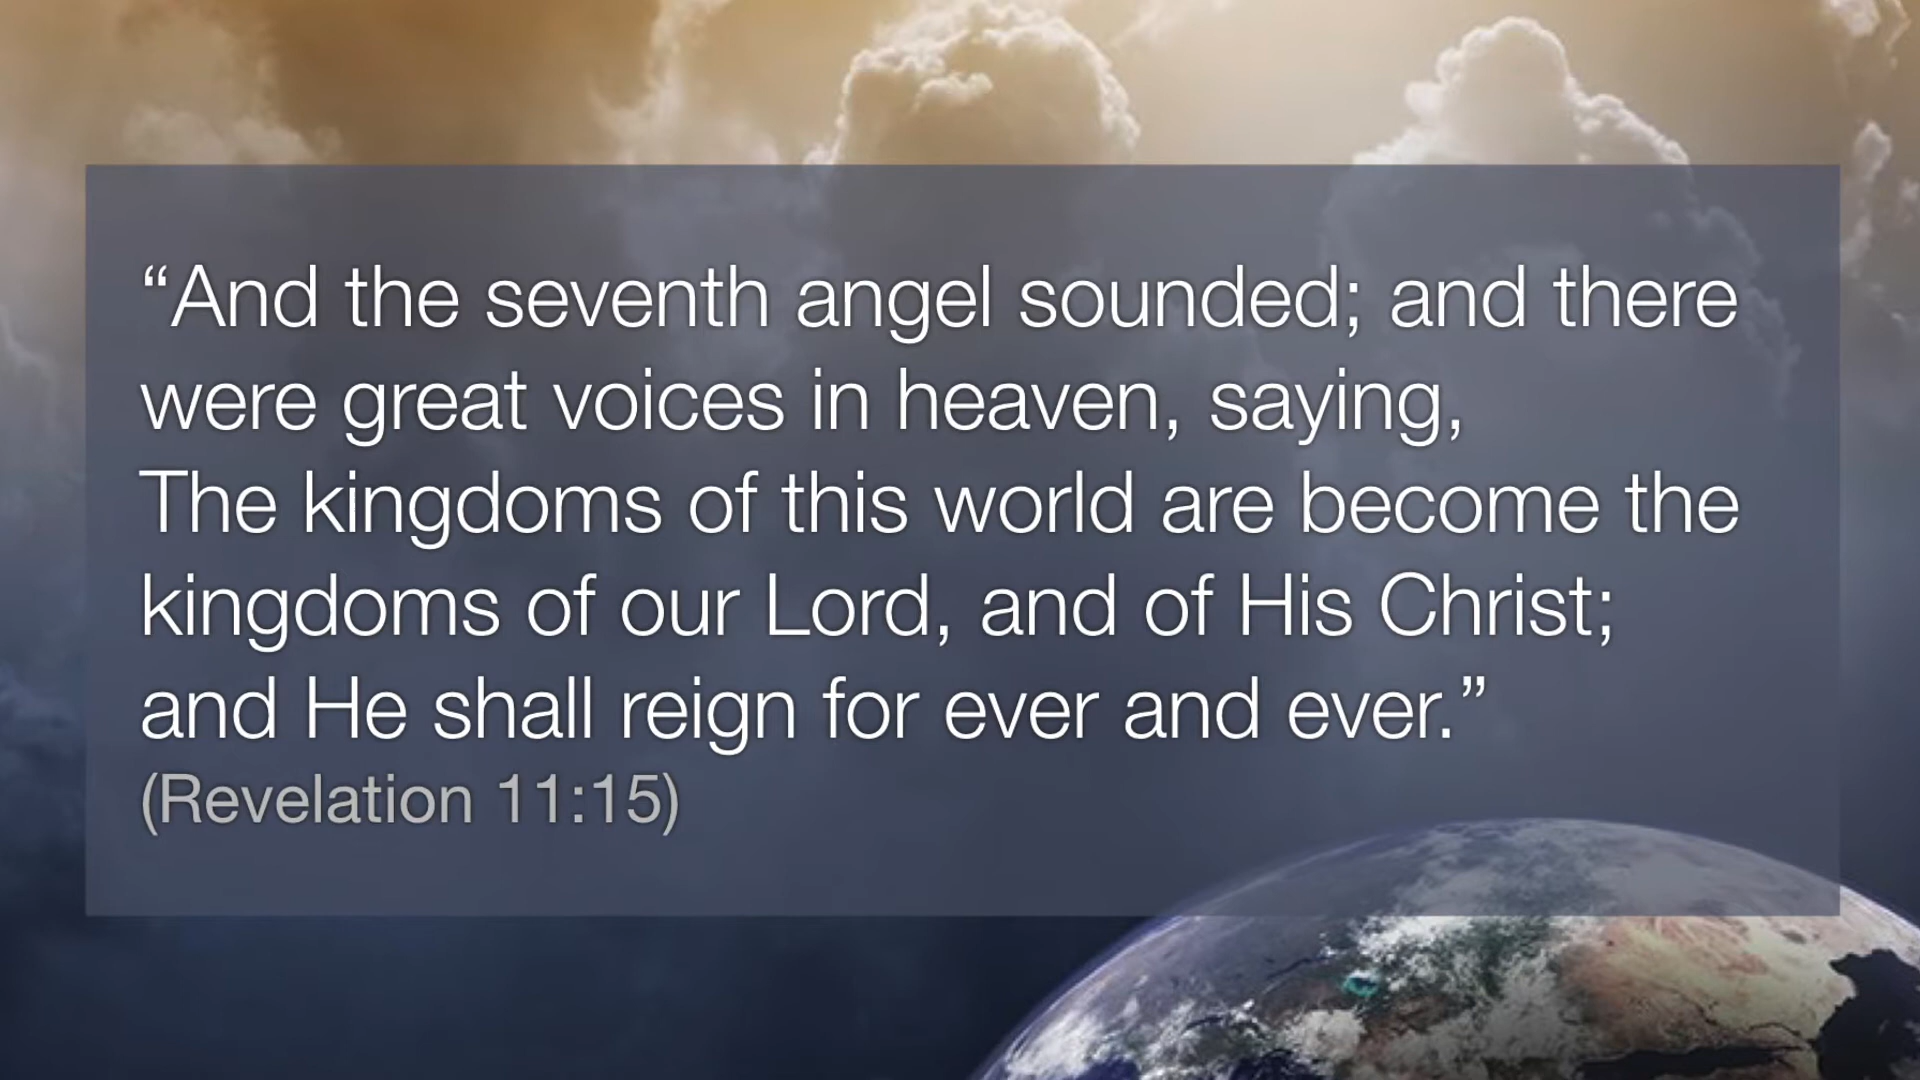 “And the seventh angel sounded; and there
were great voices in heaven, saying,
The kingdoms of this world are become the
kingdoms of our Lord, and of His Christ;
and He shall reign for ever and ever.”
(Revelation 11:15)